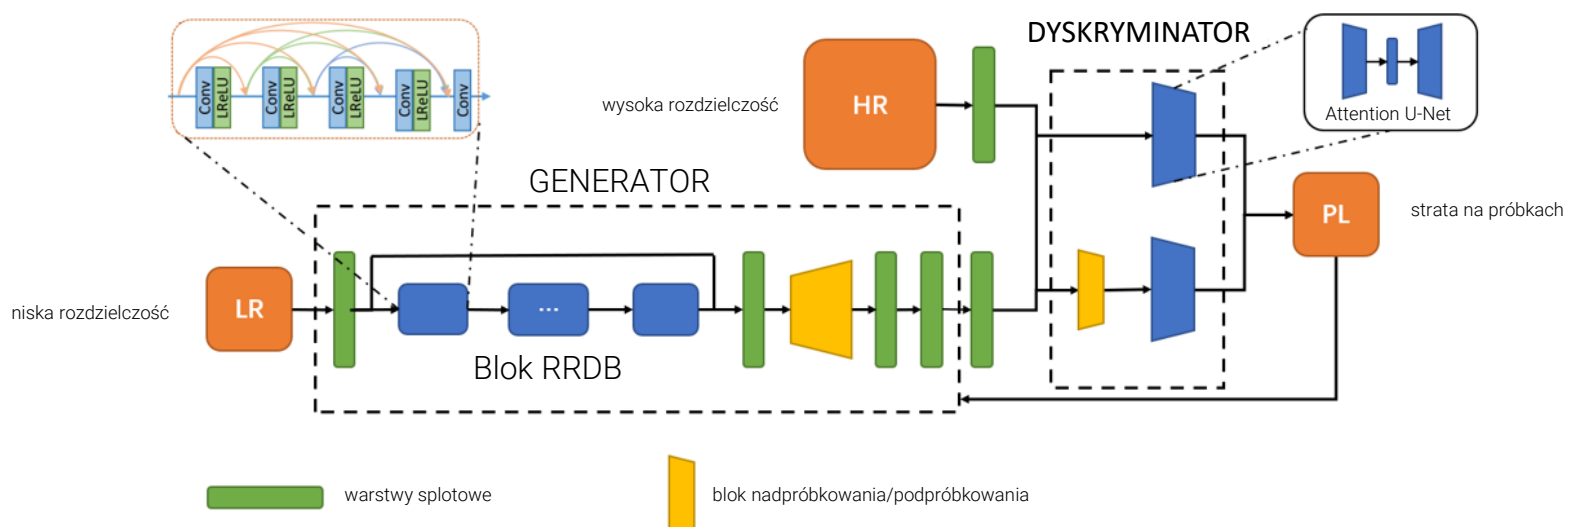 DYSKRYMINATOR
Conv
LReLU
Conv
LReLU
Conv
LReLU
Conv
LReLU
Conv
wysoka rozdzielczość
HR
Attention U-Net
GENERATOR
PL
strata na próbkach
niska rozdzielczość
LR
...
Blok RRDB
warstwy splotowe
blok nadpróbkowania/podpróbkowania